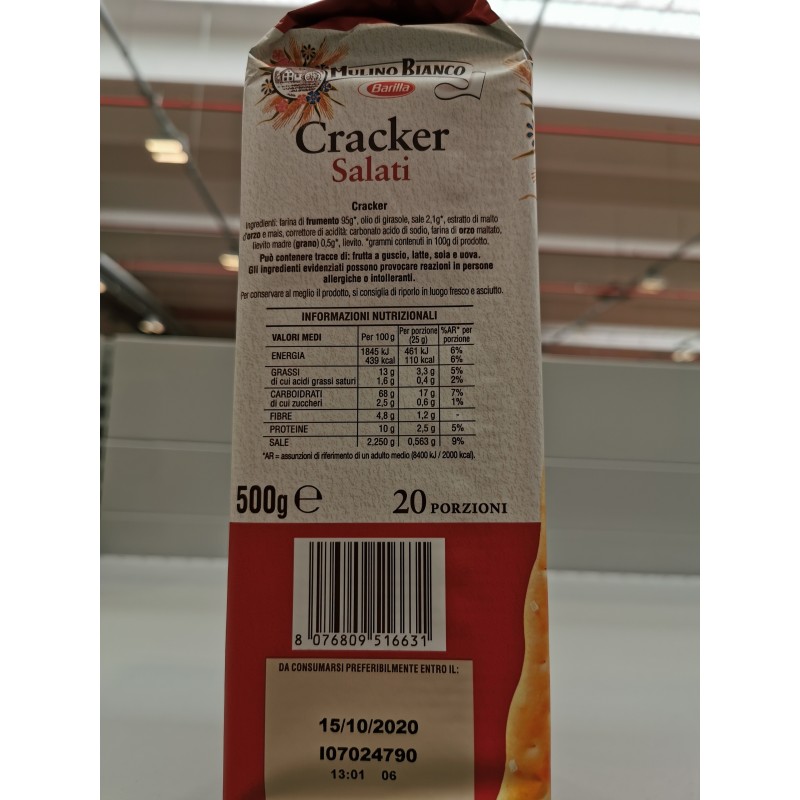 MULINO BIANCO
Barilla
Cracker
Salati
Cracker
Ingredienti: farina di frumento 95g*, olio di girasole, sale 2,1g*, estratto di malto
d'orzo e mais, correttore di acidità: carbonato acido di sodio, farina di orzo maltato,
lievito madre (grano) 0,5g*, lievito. *grammi contenuti in 100g di prodotto.
Può contenere tracce di: frutta a guscio, latte, soia e uova.
Gli ingredienti evidenziati possono provocare reazioni in persone
allergiche o intolleranti.
Per conservare al meglio il prodotto, si consiglia di riporlo in luogo fresco e asciutto.
INFORMAZIONI NUTRIZIONALI
VALORI MEDI Per 100 g Per porzione (25 g) %AR* per porzione
ENERGIA 1845 kJ 461 kJ 6%
439 kcal 110 kcal 6%
GRASSI 13 g 3,3 g 5%
di cui acidi grassi saturi 1,6 g 0,4 g 2%
CARBOIDRATI 68 g 17 g 7%
di cui zuccheri 2,5 g 0,6 g 1%
FIBRE 4,8 g 1,2 g -
PROTEINE 10 g 2,5 g 5%
SALE 2,250 g 0,563 g 9%
*AR = assunzioni di riferimento di un adulto medio (8400 kJ / 2000 kcal).
500g ℮ 20 PORZIONI
8 076809 516631
DA CONSUMARSI PREFERIBILMENTE ENTRO IL:
15/10/2020
I07024790
13:01 06